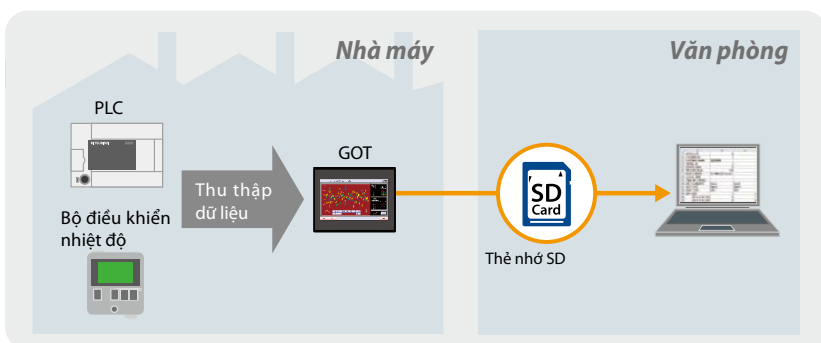 Nhà máy
Văn phòng
PLC
GOT
Thu thập
dữ liệu
Bộ điều khiển
nhiệt độ
SD
Card
Thẻ nhớ SD